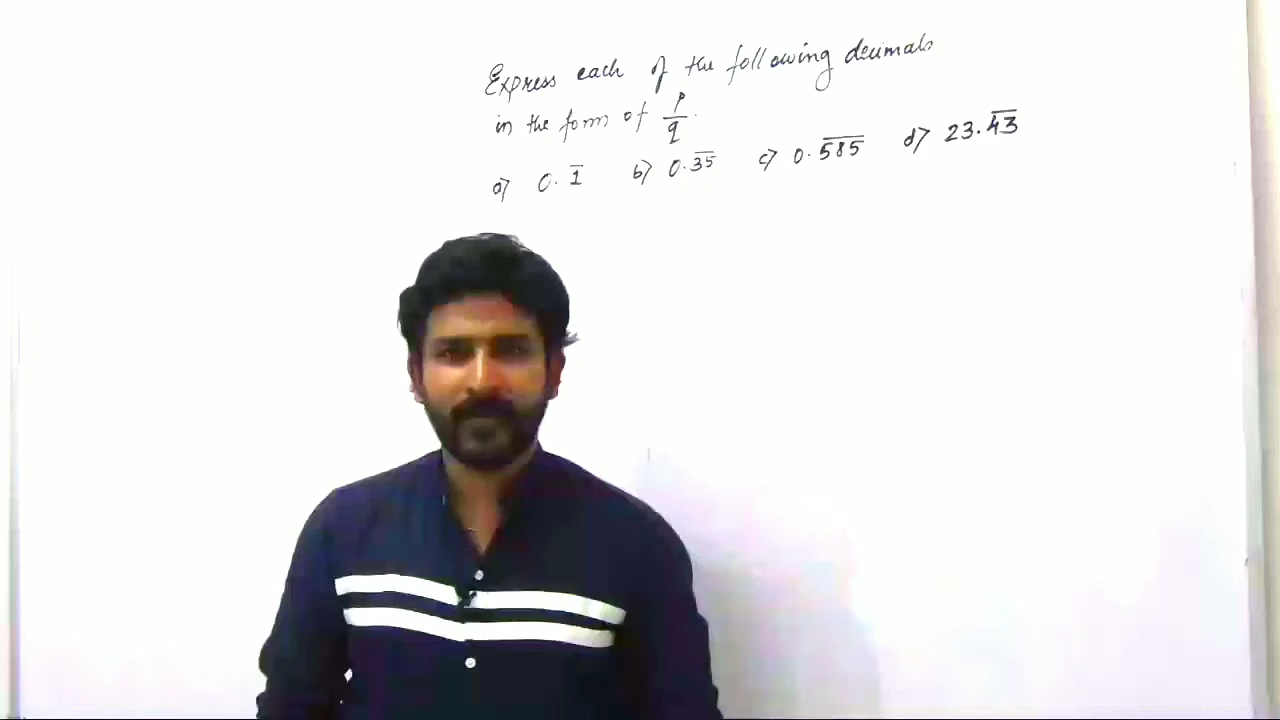 Express each of the following decimals
in the form of p/q.
a) 0.1̅ b) 0.3̅5̅ c) 0.5̅8̅5̅ d) 23.4̅3̅